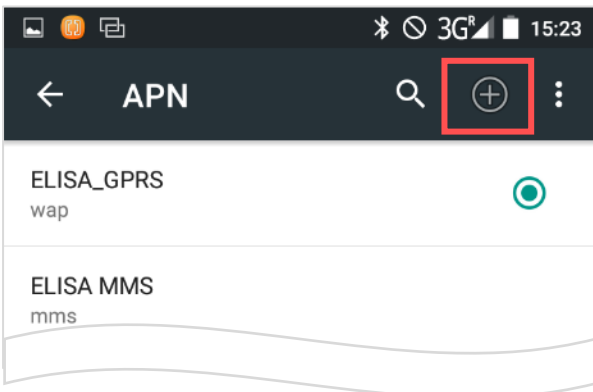 3G R 15:23
APN
ELISA_GPRS
wap
ELISA MMS
mms